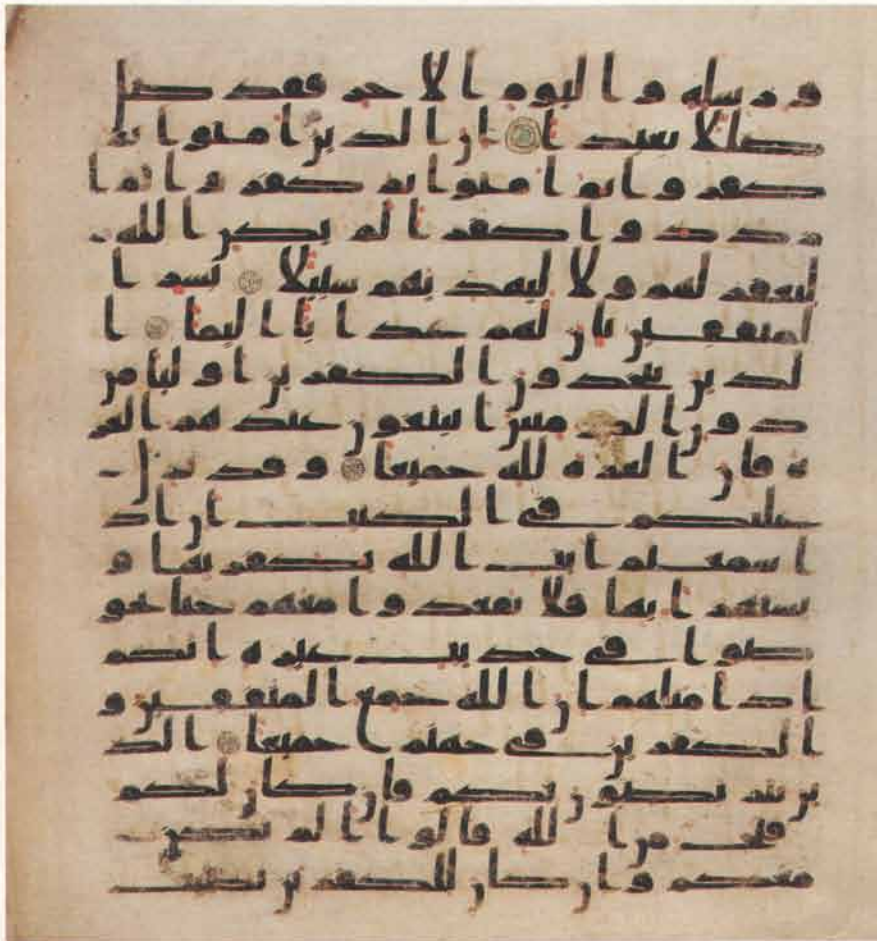 ورسله واليوم الاخر فقد ضل
ضللا بعيدا ان الذين امنوا ثم
كفروا ثم امنوا ثم كفروا ثم ا
زدادوا كفرا لم يكن الله
ليغفر لهم ولا ليهديهم سبيلا بشر ا
لمنفقين بان لهم عذابا اليما ا
لذين يتخذون الكفرين اوليا من
دون المومنين ايبتغون عندهم العز
ة فان العزة لله جميعا وقد نزل
عليكم في الكتب ان اذ
ا سمعتم ايت الله يكفر بها و
يستهزا بها فلا تقعدوا معهم حتى يخو
ضوا في حديث غيره انكم
اذا مثلهم ان الله جامع المنفقين و
الكفرين في جهنم جميعا الذ
ين يتربصون بكم فان كان لكم
فتح من الله قالوا الم نكن
معكم وان كان للكفرين نصيب